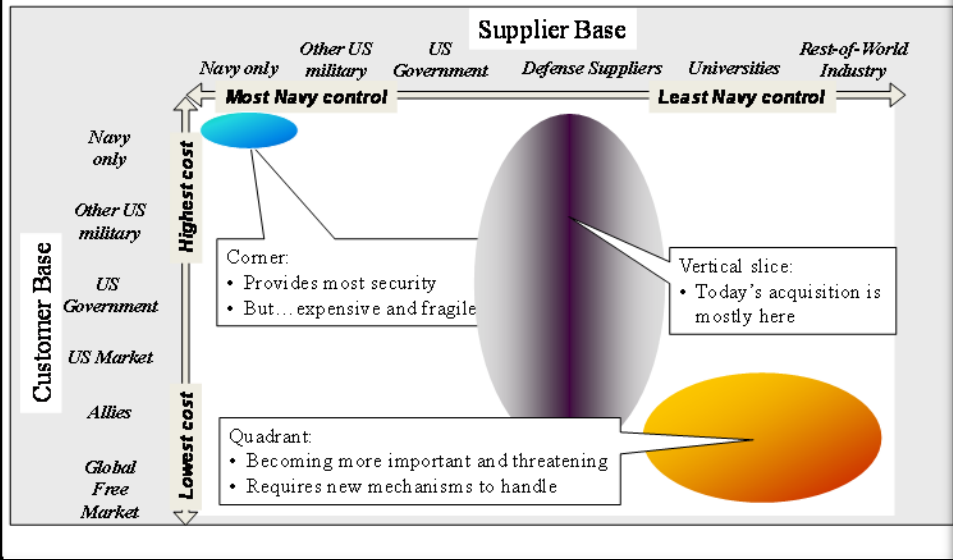 Supplier Base
Navy only
Other US
military
US
Government
Defense Suppliers
Universities
Rest-of-World
Industry
Most Navy control
Least Navy control
Customer Base
Highest cost
Lowest cost
Navy
only
Other US
military
US
Government
US Market
Allies
Global
Free
Market
Corner:
• Provides most security
• But…expensive and fragile
Vertical slice:
• Today's acquisition is
mostly here
Quadrant:
• Becoming more important and threatening
• Requires new mechanisms to handle